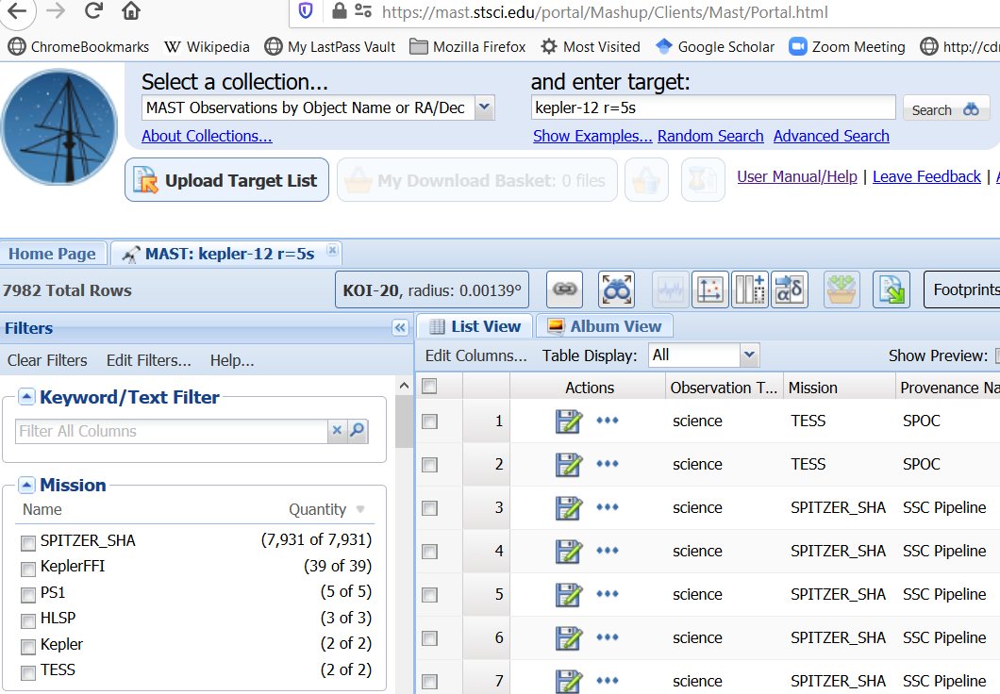 https://mast.stsci.edu/portal/Mashup/Clients/Mast/Portal.html
ChromeBookmarks Wikipedia My LastPass Vault Mozilla Firefox Most Visited Google Scholar Zoom Meeting http://cd
Select a collection... and enter target:
MAST Observations by Object Name or RA/Dec kepler-12 r=5s Search
About Collections... Show Examples... Random Search Advanced Search
Upload Target List My Download Basket: 0 files User Manual/Help | Leave Feedback |
Home Page MAST: kepler-12 r=5s
7982 Total Rows KOI-20, radius: 0.00139° αδ Footprints
Filters List View Album View
Clear Filters Edit Filters... Help... Edit Columns... Table Display: All Show Preview:
Keyword/Text Filter Actions Observation T... Mission Provenance Na
Filter All Columns 1 science TESS SPOC
2 science TESS SPOC
Mission
Name Quantity 3 science SPITZER_SHA SSC Pipeline
SPITZER_SHA (7,931 of 7,931) 4 science SPITZER_SHA SSC Pipeline
KeplerFFI (39 of 39)
PS1 (5 of 5) 5 science SPITZER_SHA SSC Pipeline
HLSP (3 of 3)
Kepler (2 of 2) 6 science SPITZER_SHA SSC Pipeline
TESS (2 of 2) 7 science SPITZER_SHA SSC Pipeline